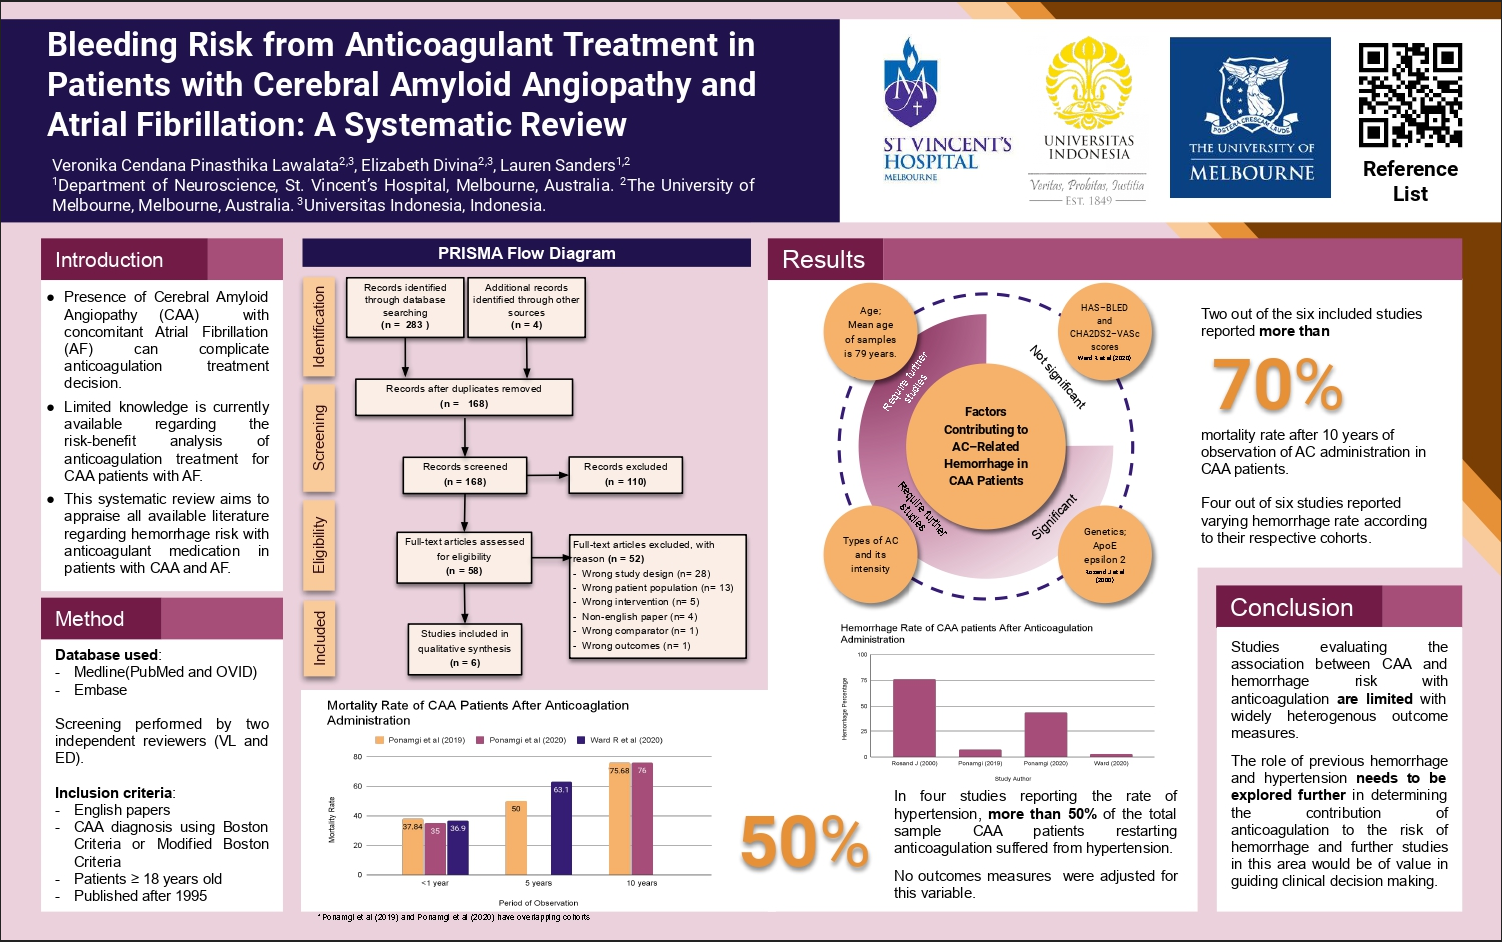 Bleeding Risk from Anticoagulant Treatment in
Patients with Cerebral Amyloid Angiopathy and
Atrial Fibrillation: A Systematic Review
Veronika Cendana Pinasthika Lawalata2,3, Elizabeth Divina2,3, Lauren Sanders1,2
1Department of Neuroscience, St. Vincent's Hospital, Melbourne, Australia. 2The University of
Melbourne, Melbourne, Australia. 3Universitas Indonesia, Indonesia.
ST VINCENT'S
HOSPITAL
MELBOURNE
UNIVERSITAS
INDONESIA
Veritas, Probitas, Justitia
EST. 1849
POSTERA CRESCAM LAUDE
THE UNIVERSITY OF
MELBOURNE
Reference
List
Introduction
● Presence of Cerebral Amyloid
Angiopathy (CAA) with
concomitant Atrial Fibrillation
(AF) can complicate
anticoagulation treatment
decision.
● Limited knowledge is currently
available regarding the
risk-benefit analysis of
anticoagulation treatment for
CAA patients with AF.
● This systematic review aims to
appraise all available literature
regarding hemorrhage risk with
anticoagulant medication in
patients with CAA and AF.
Method
Database used:
- Medline(PubMed and OVID)
- Embase
Screening performed by two
independent reviewers (VL and
ED).
Inclusion criteria:
- English papers
- CAA diagnosis using Boston
Criteria or Modified Boston
Criteria
- Patients ≥ 18 years old
- Published after 1995
PRISMA Flow Diagram
Identification
Records identified
through database
searching
(n = 283 )
Additional records
identified through other
sources
(n = 4)
Screening
Records after duplicates removed
(n = 168)
Records screened
(n = 168)
Records excluded
(n = 110)
Eligibility
Full-text articles assessed
for eligibility
(n = 58)
Full-text articles excluded, with
reason (n = 52)
- Wrong study design (n= 28)
- Wrong patient population (n= 13)
- Wrong intervention (n= 5)
- Non-english paper (n= 4)
- Wrong comparator (n= 1)
- Wrong outcomes (n= 1)
Included
Studies included in
qualitative synthesis
(n = 6)
Mortality Rate of CAA Patients After Anticoaglation
Administration
Ponamgi et al (2019) Ponamgi et al (2020) Ward R et al (2020)
Mortality Rate
80
60
40
20
0
37.84
35
36.9
50
63.1
75.68
76
<1 year
5 years
10 years
Period of Observation
* Ponamgi et al (2019) and Ponamgi et al (2020) have overlapping cohorts
Results
Age;
Mean age
of samples
is 79 years.
HAS–BLED
and
CHA2DS2–VASc
scores
Ward R et al (2020)
Require further
studies
Not significant
Factors
Contributing to
AC–Related
Hemorrhage in
CAA Patients
Require further
studies
Significant
Types of AC
and its
intensity
Genetics;
ApoE
epsilon 2
Rosand J et al
(2000)
Hemorrhage Rate of CAA patients After Anticoagulation
Administration
Hemorrhage Percentage
100
75
50
25
0
Rosand J (2000)
Ponamgi (2019)
Ponamgi (2020)
Ward (2020)
Study Author
50%
In four studies reporting the rate of
hypertension, more than 50% of the total
sample CAA patients restarting
anticoagulation suffered from hypertension.
No outcomes measures were adjusted for
this variable.
Two out of the six included studies
reported more than
70%
mortality rate after 10 years of
observation of AC administration in
CAA patients.
Four out of six studies reported
varying hemorrhage rate according
to their respective cohorts.
Conclusion
Studies evaluating the
association between CAA and
hemorrhage risk with
anticoagulation are limited with
widely heterogenous outcome
measures.
The role of previous hemorrhage
and hypertension needs to be
explored further in determining
the contribution of
anticoagulation to the risk of
hemorrhage and further studies
in this area would be of value in
guiding clinical decision making.